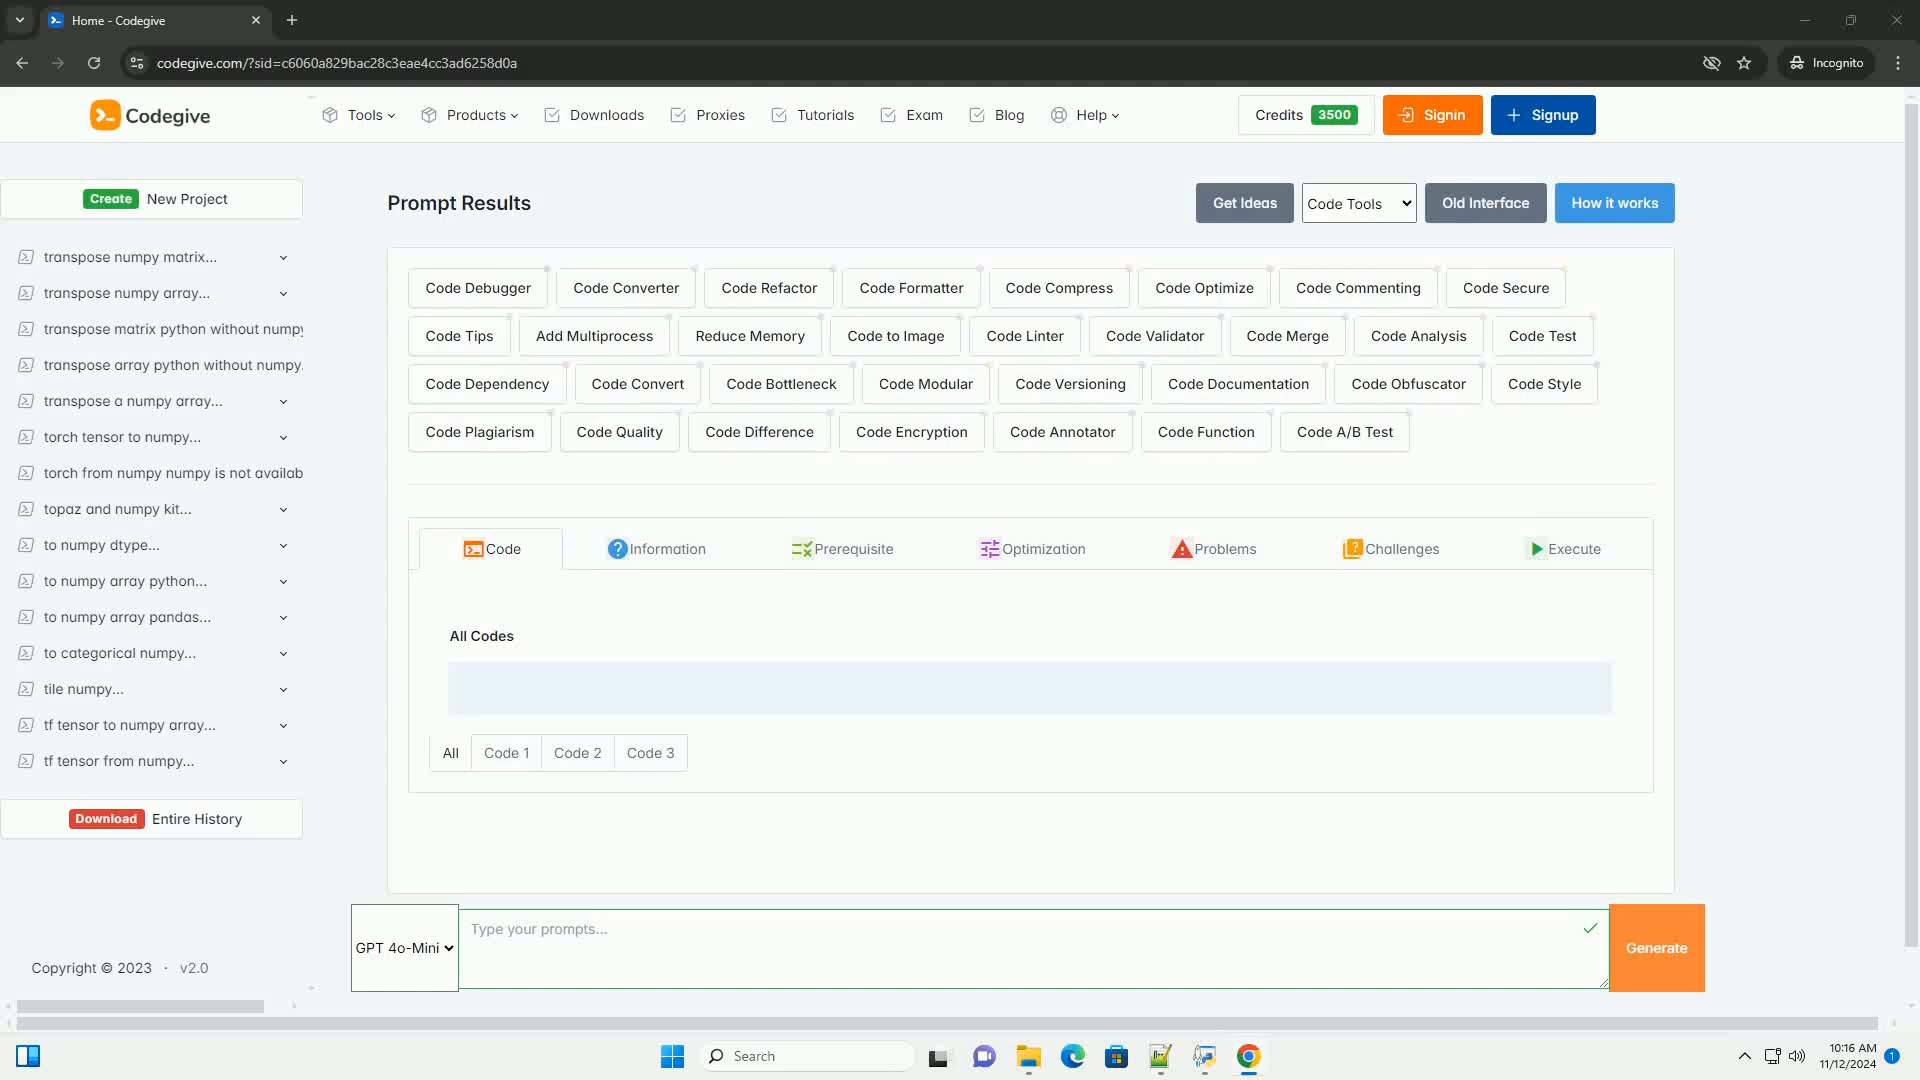 Home - Codegive
codegive.com/?sid=c6060a829bac28c3eae4cc3ad6258d0a
Incognito
Codegive
Tools
Products
Downloads
Proxies
Tutorials
Exam
Blog
Help
Credits 3500
Signin
Signup
Create New Project
transpose numpy matrix...
transpose numpy array...
transpose matrix python without numpy
transpose array python without numpy.
transpose a numpy array...
torch tensor to numpy...
torch from numpy numpy is not availab
topaz and numpy kit...
to numpy dtype...
to numpy array python...
to numpy array pandas...
to categorical numpy...
tile numpy...
tf tensor to numpy array...
tf tensor from numpy...
Download Entire History
Copyright © 2023 · v2.0
Prompt Results
Get Ideas
Code Tools
Old Interface
How it works
Code Debugger
Code Converter
Code Refactor
Code Formatter
Code Compress
Code Optimize
Code Commenting
Code Secure
Code Tips
Add Multiprocess
Reduce Memory
Code to Image
Code Linter
Code Validator
Code Merge
Code Analysis
Code Test
Code Dependency
Code Convert
Code Bottleneck
Code Modular
Code Versioning
Code Documentation
Code Obfuscator
Code Style
Code Plagiarism
Code Quality
Code Difference
Code Encryption
Code Annotator
Code Function
Code A/B Test
Code
Information
Prerequisite
Optimization
Problems
Challenges
Execute
All Codes
All
Code 1
Code 2
Code 3
GPT 4o-Mini
Type your prompts...
Generate
Search
10:16 AM
11/12/2024
1